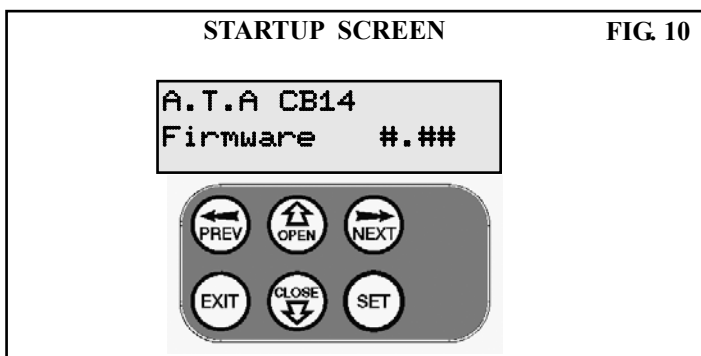 STARTUP SCREEN FIG. 10
A.T.A CB14
Firmware #.##
PREV OPEN NEXT
EXIT CLOSE SET